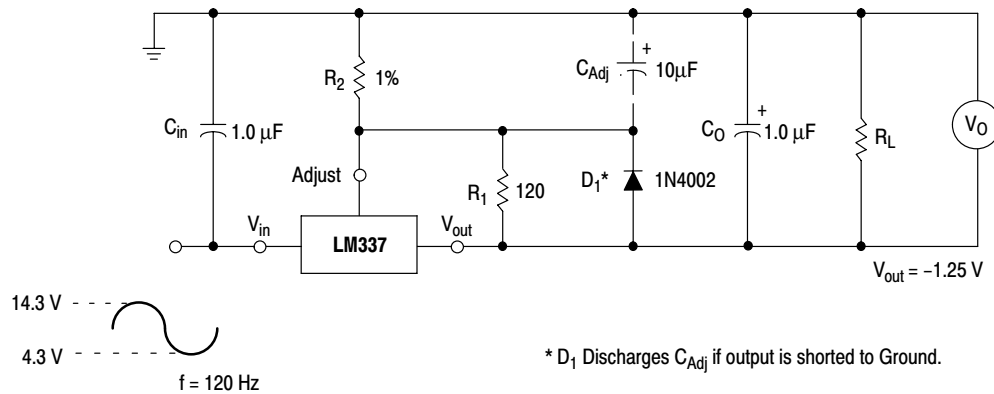 R2 1%
CAdj + 10μF
Cin 1.0 μF
CO + 1.0 μF
RL
VO
Adjust
R1 120
D1* 1N4002
Vin
LM337
Vout
Vout = –1.25 V
14.3 V
4.3 V
f = 120 Hz
* D1 Discharges CAdj if output is shorted to Ground.